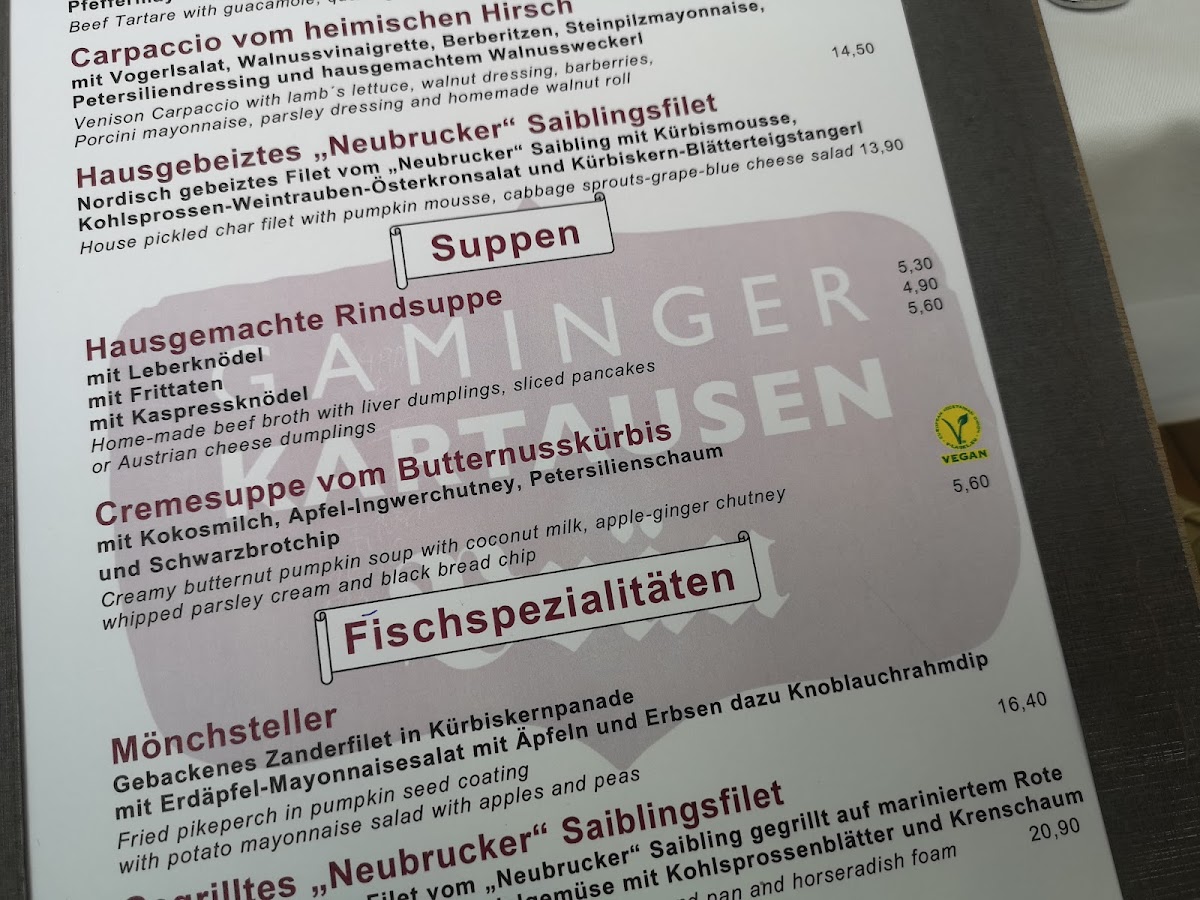 Beef Tartare with guacamole,
Carpaccio vom heimischen Hirsch
mit Vogerlsalat, Walnussvinaigrette, Berberitzen, Steinpilzmayonnaise,
Petersiliendressing und hausgemachtem Walnussweckerl 14,50
Venison Carpaccio with lamb´s lettuce, walnut dressing, barberries,
Porcini mayonnaise, parsley dressing and homemade walnut roll
Hausgebeiztes „Neubrucker“ Saiblingsfilet
Nordisch gebeiztes Filet vom „Neubrucker“ Saibling mit Kürbismousse,
Kohlsprossen-Weintrauben-Österkronsalat und Kürbiskern-Blätterteigstangerl
House pickled char filet with pumpkin mousse, cabbage sprouts-grape-blue cheese salad 13,90
Suppen
GAMINGER
KARTAUSEN
Hausgemachte Rindsuppe
mit Leberknödel 5,30
mit Frittaten 4,90
mit Kaspressknödel 5,60
Home-made beef broth with liver dumplings, sliced pancakes
or Austrian cheese dumplings
Cremesuppe vom Butternusskürbis
VEGAN
mit Kokosmilch, Apfel-Ingwerchutney, Petersilienschaum
und Schwarzbrotchip 5,60
Creamy butternut pumpkin soup with coconut milk, apple-ginger chutney
whipped parsley cream and black bread chip
Fischspezialitäten
Mönchsteller
Gebackenes Zanderfilet in Kürbiskernpanade
mit Erdäpfel-Mayonnaisesalat mit Äpfeln und Erbsen dazu Knoblauchrahmdip 16,40
Fried pikeperch in pumpkin seed coating
with potato mayonnaise salad with apples and peas
„Neubrucker“ Saiblingsfilet
Filet vom „Neubrucker“ Saibling gegrillt auf mariniertem Rote
mit Kohlsprossenblätter und Krenschaum 20,90
and horseradish foam